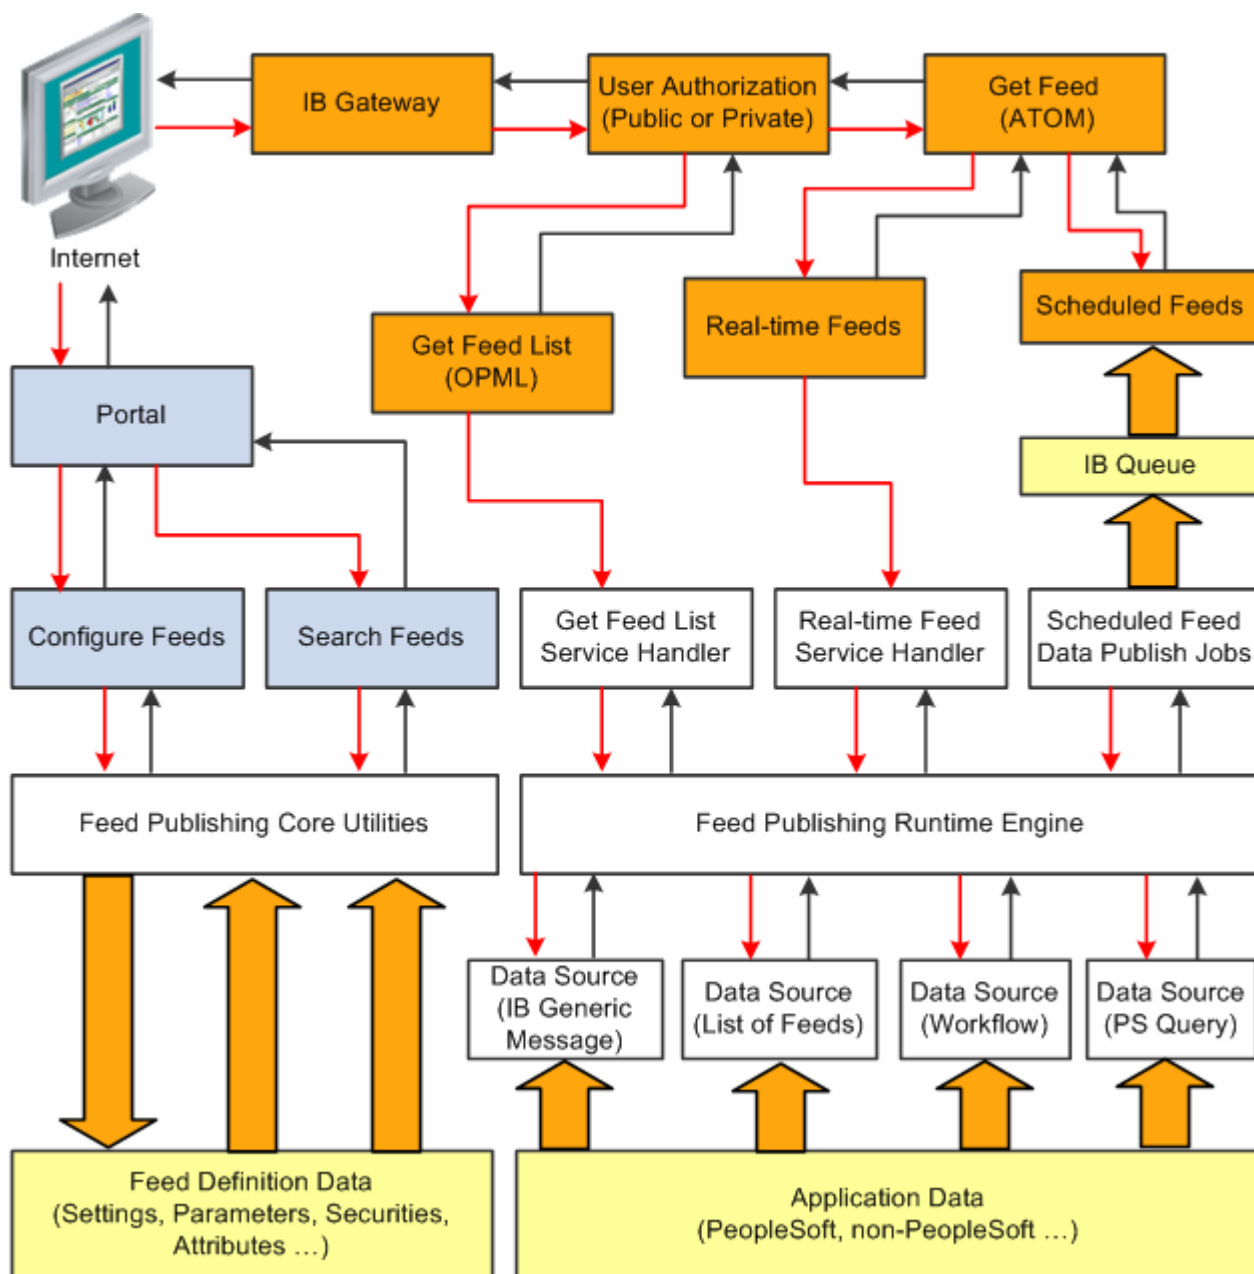 IB Gateway
User Authorization
(Public or Private)
Get Feed
(ATOM)
Internet
Get Feed List
(OPML)
Real-time Feeds
Scheduled Feeds
Portal
IB Queue
Configure Feeds
Search Feeds
Get Feed List
Service Handler
Real-time Feed
Service Handler
Scheduled Feed
Data Publish Jobs
Feed Publishing Core Utilities
Feed Publishing Runtime Engine
Data Source
(IB Generic
Message)
Data Source
(List of Feeds)
Data Source
(Workflow)
Data Source
(PS Query)
Feed Definition Data
(Settings, Parameters, Securities,
Attributes ...)
Application Data
(PeopleSoft, non-PeopleSoft ...)